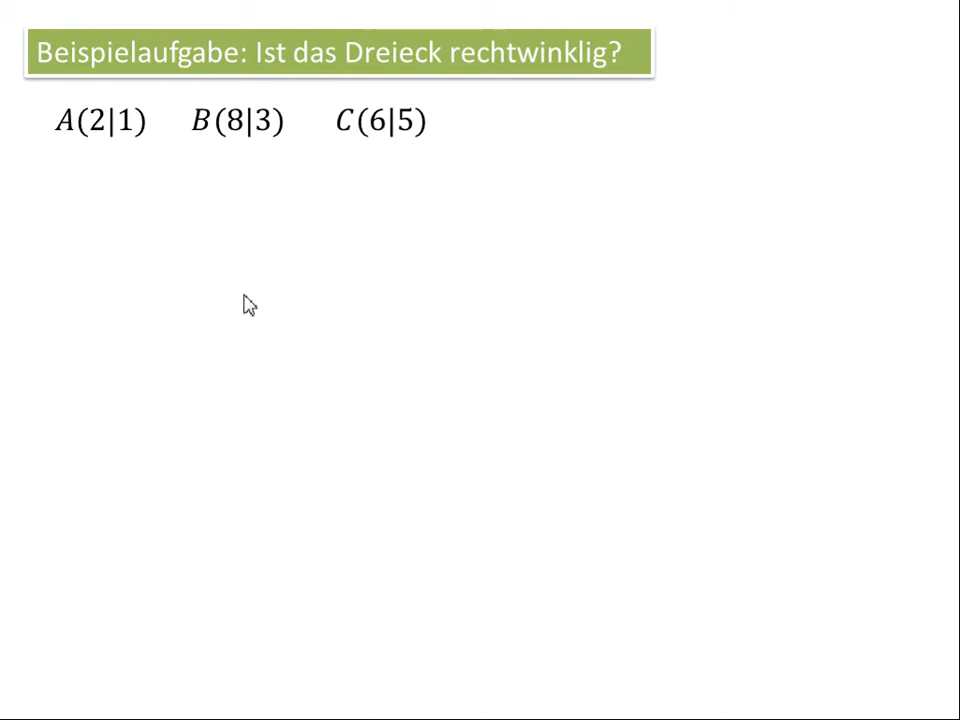 Beispielaufgabe: Ist das Dreieck rechtwinklig?
A(2|1) B(8|3) C(6|5)